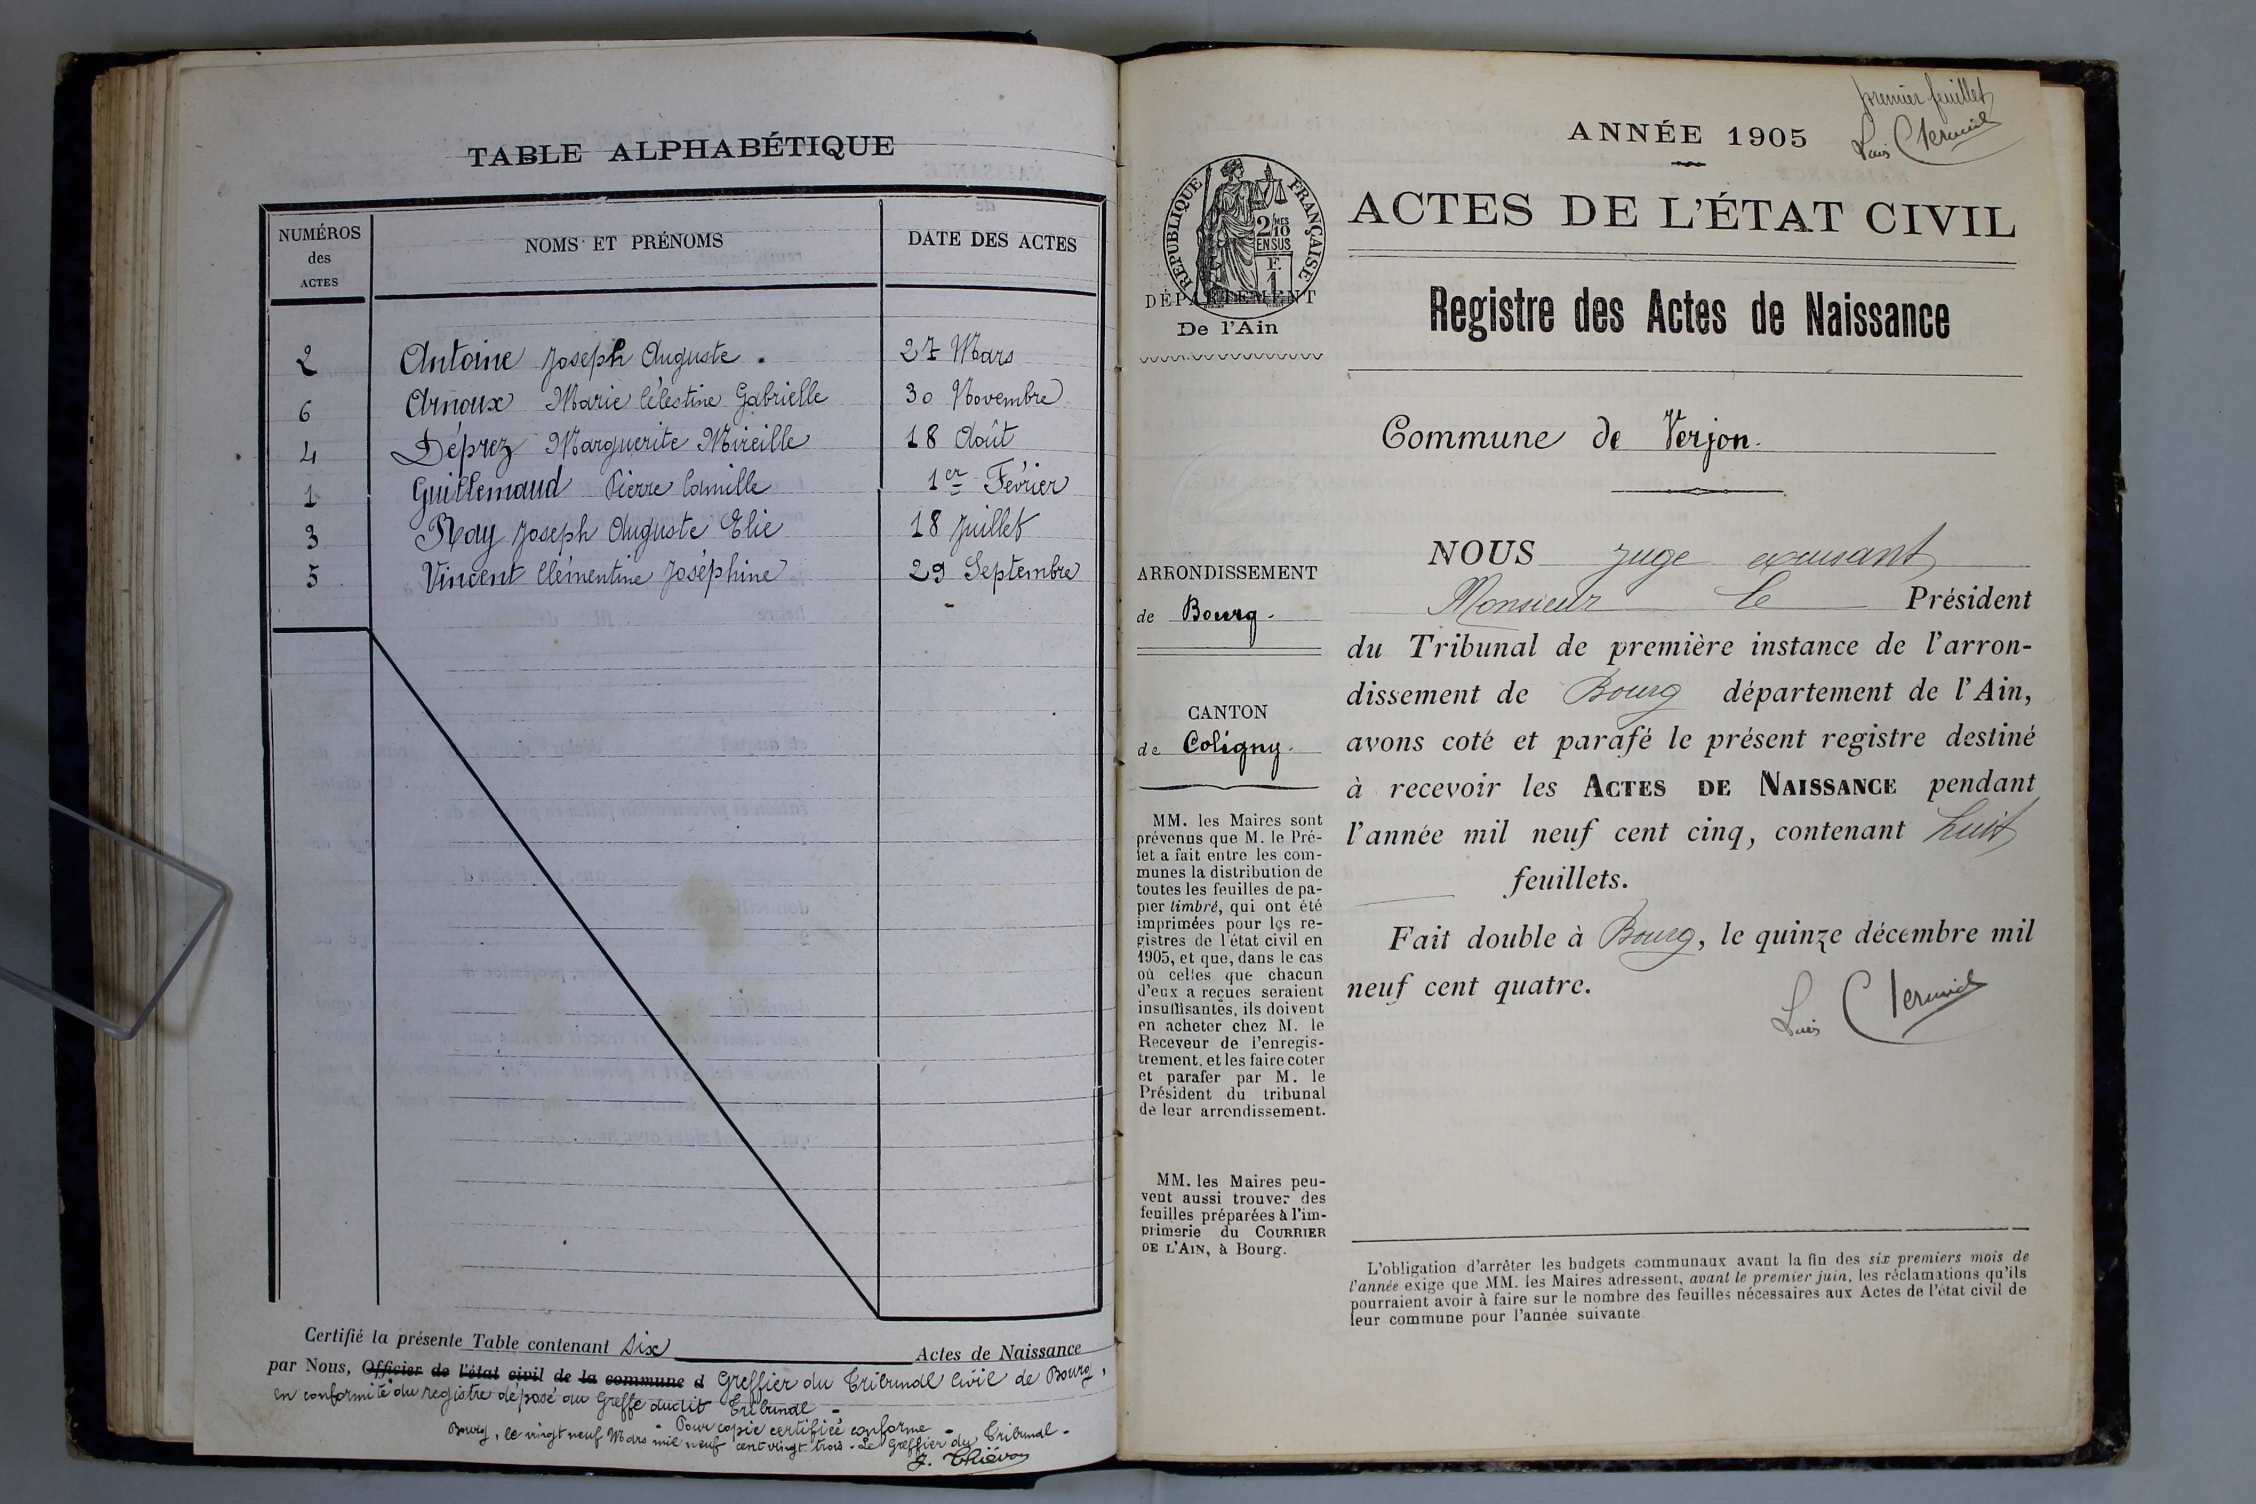 TABLE ALPHABÉTIQUE
NUMÉROS des ACTES NOMS ET PRÉNOMS DATE DES ACTES
2 Antoine Joseph Auguste. 27 Mars
6 Arnoux Marie Célestine Gabrielle 30 Novembre
4 Déprez Marguerite Mireille 18 Août
1 Guillemaud Pierre Camille 1er Février
3 Ray Joseph Auguste Elie 18 Juillet
5 Vincent Clémentine Joséphine 29 Septembre
Certifié la présente Table contenant Six Actes de Naissance
par Nous, Officier de l'état civil de la commune d Greffier du Tribunal Civil de Bourg,
en conformité du registre déposé au Greffe dudit Tribunal -
- Pour copie certifiée conforme -
Bourg, le vingt neuf Mars mil neuf cent vingt trois - Le Greffier du Tribunal -
premier feuillet
Louis
ANNÉE 1905
ACTES DE L'ÉTAT CIVIL
RÉPUBLIQUE FRANÇAISE
2/10MES
EN SUS
F.
1
DÉPARTEMENT
De l'Ain
Registre des Actes de Naissance
Commune de Verjon.
ARRONDISSEMENT
de Bourg.
CANTON
de Coligny.
MM. les Maires sont
prévenus que M. le Pré-
fet a fait entre les com-
munes la distribution de
toutes les feuilles de pa-
pier timbré, qui ont été
imprimées pour les re-
gistres de l'état civil en
1905, et que, dans le cas
où celles que chacun
d'eux a reçues seraient
insuffisantes, ils doivent
en acheter chez M. le
Receveur de l'enregis-
trement, et les faire coter
et parafer par M. le
Président du tribunal
de leur arrondissement.
MM. les Maires peu-
vent aussi trouver des
feuilles préparées à l'im-
primerie du COURRIER
DE L'AIN, à Bourg.
NOUS juge excusant
Monsieur le Président
du Tribunal de première instance de l'arron-
dissement de Bourg département de l'Ain,
avons coté et parafé le présent registre destiné
à recevoir les ACTES DE NAISSANCE pendant
l'année mil neuf cent cinq, contenant huit
feuillets.
Fait double à Bourg, le quinze décembre mil
neuf cent quatre.
Louis
L'obligation d'arrêter les budgets communaux avant la fin des six premiers mois de
l'année exige que MM. les Maires adressent, avant le premier juin, les réclamations qu'ils
pourraient avoir à faire sur le nombre des feuilles nécessaires aux Actes de l'état civil de
leur commune pour l'année suivante